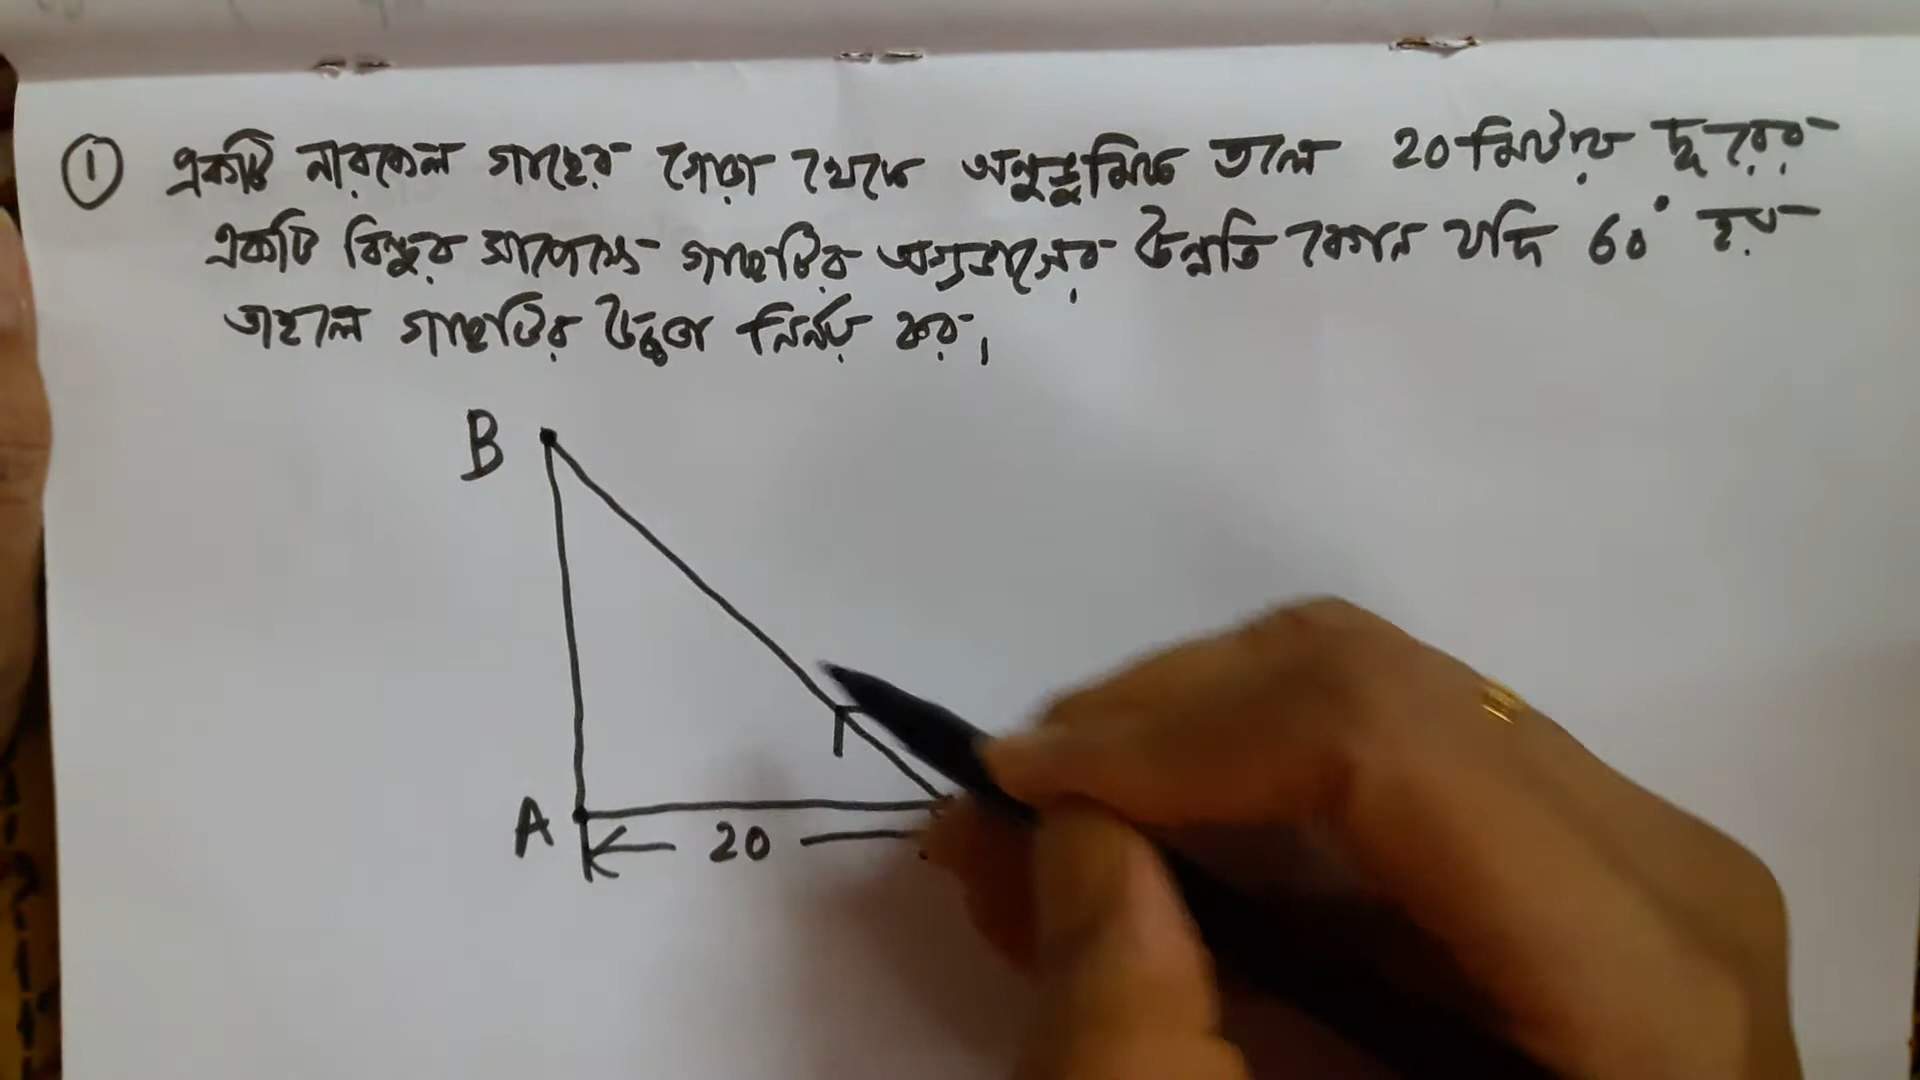 ① একটি নারকেল গাছের গোড়া থেকে অনুভূমিক তলে 20 মিটার দূরের
একটি বিন্দুর সাপেক্ষে গাছটির অগ্রভাগের উন্নতি কোন যদি 60° হয়
তাহলে গাছটির উচ্চতা নির্নয় কর।
B
A
20